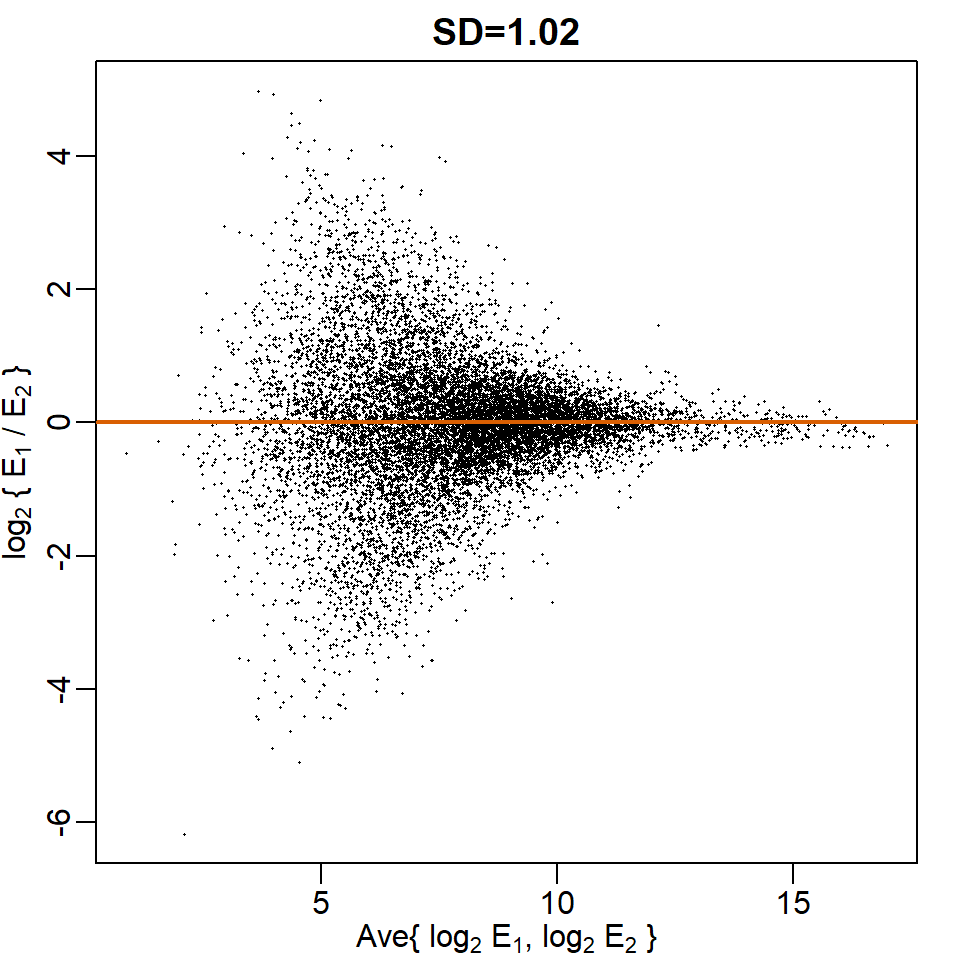 SD=1.02
log₂ { E₁ / E₂ }
4
2
0
-2
-4
-6
5 10 15
Ave{ log₂ E₁, log₂ E₂ }